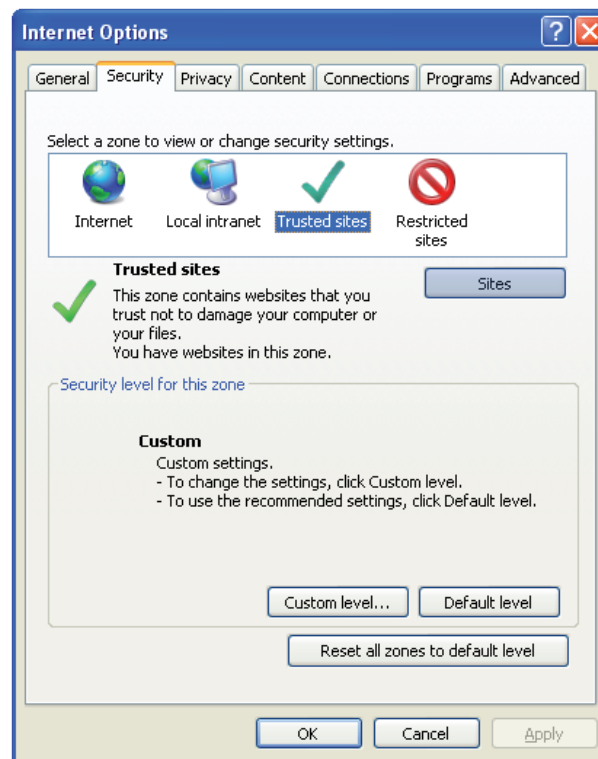 Internet Options
General Security Privacy Content Connections Programs Advanced
Select a zone to view or change security settings.
Internet Local intranet Trusted sites Restricted
sites
Trusted sites
Sites
This zone contains websites that you
trust not to damage your computer or
your files.
You have websites in this zone.
Security level for this zone
Custom
Custom settings.
- To change the settings, click Custom level.
- To use the recommended settings, click Default level.
Custom level... Default level
Reset all zones to default level
OK Cancel Apply